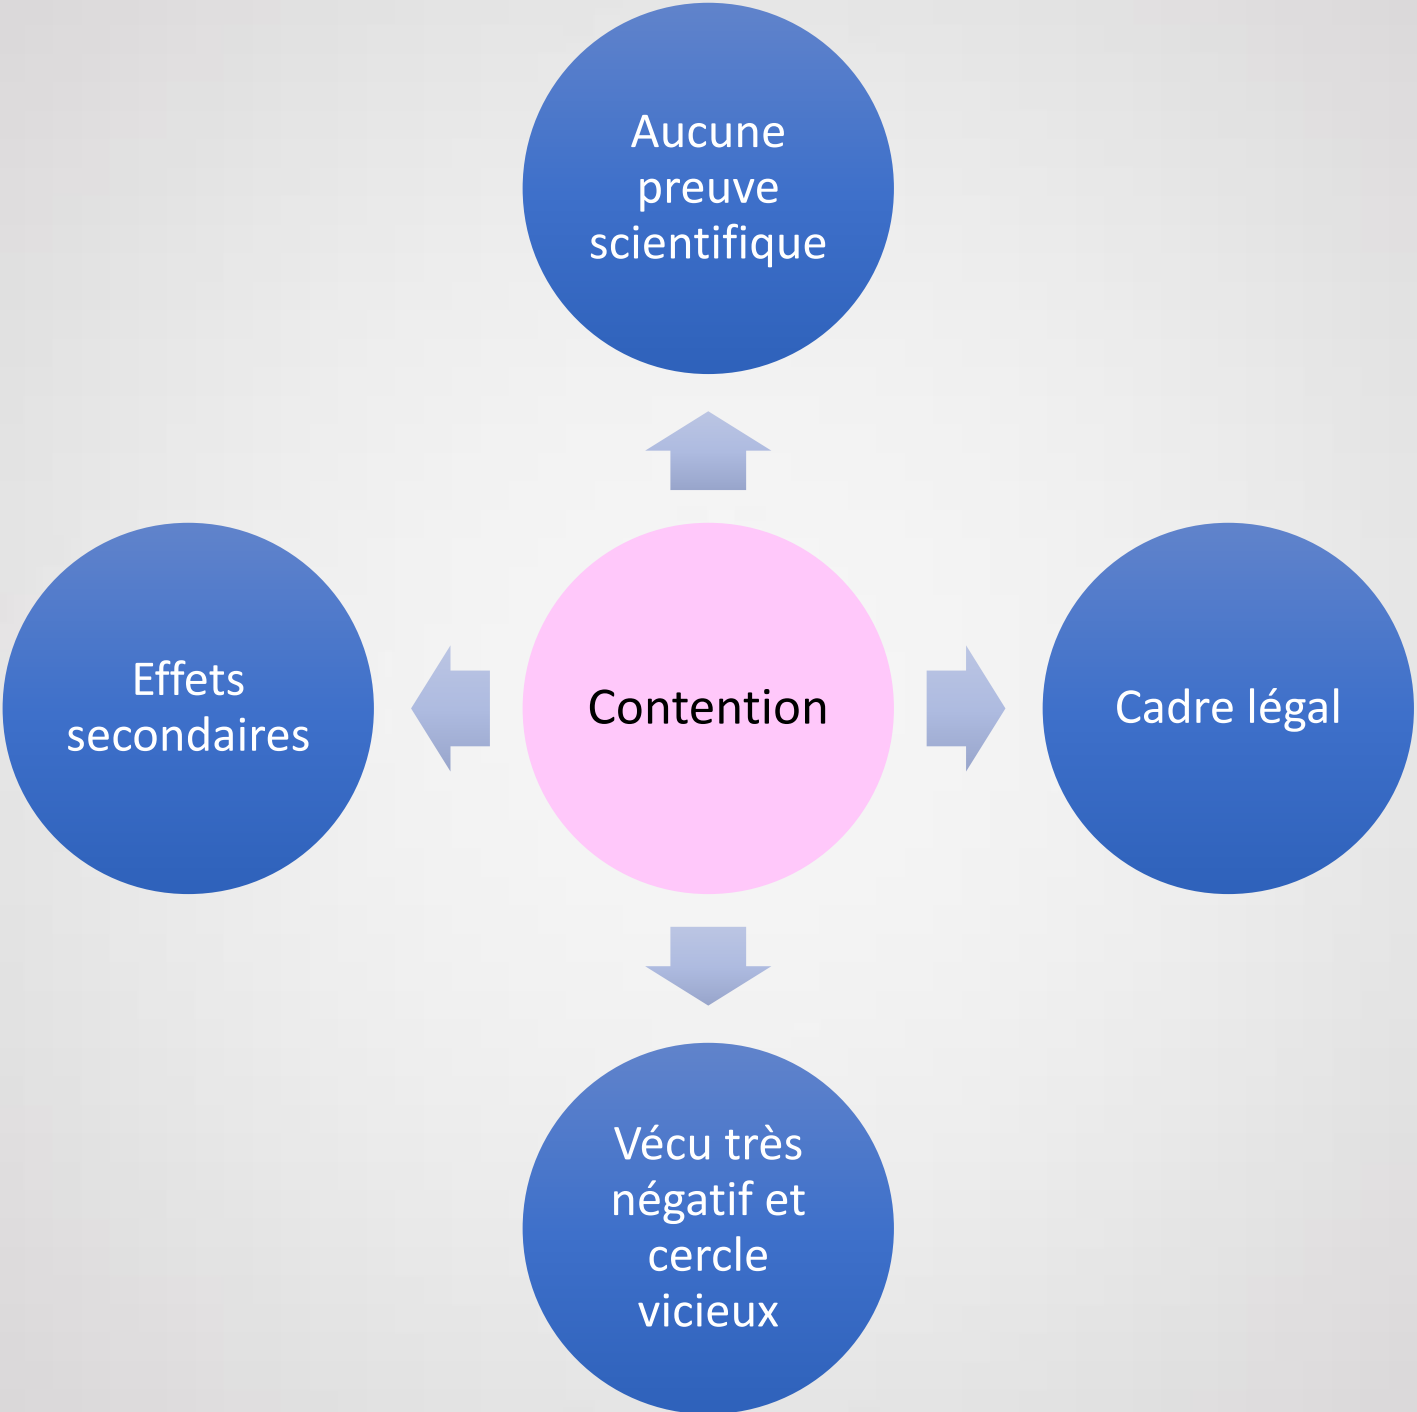 Aucune
preuve
scientifique
Effets
secondaires
Contention
Cadre légal
Vécu très
négatif et
cercle
vicieux